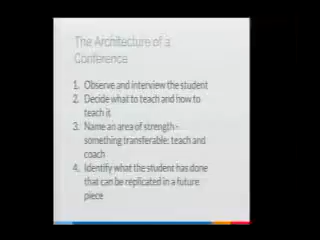 The Architecture of a
Conference
1. Observe and interview the student
2. Decide what to teach and how to
teach it
3. Name an area of strength -
something transferable: teach and
coach
4. Identify what the student has done
that can be replicated in a future
piece